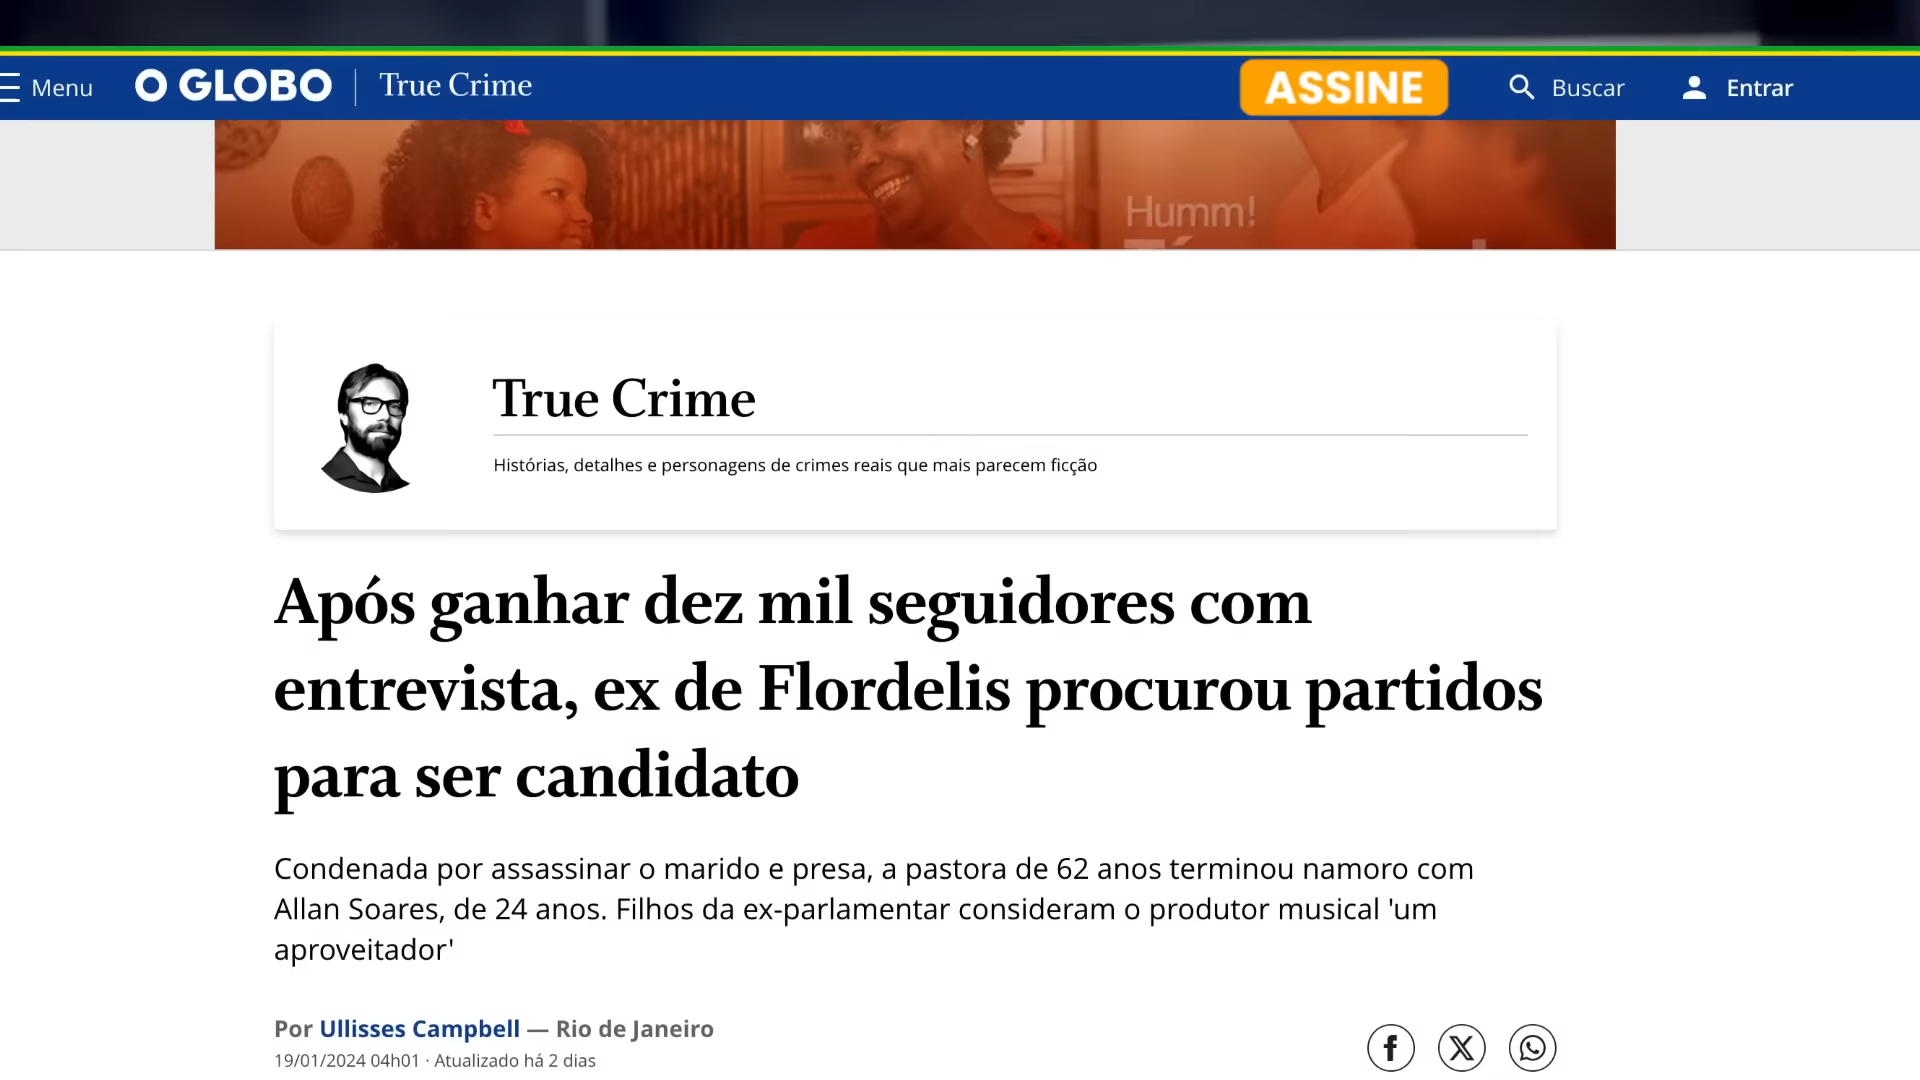 Menu
O GLOBO
True Crime
ASSINE
Buscar
Entrar
Humm!
True Crime
Histórias, detalhes e personagens de crimes reais que mais parecem ficção
Após ganhar dez mil seguidores com
entrevista, ex de Flordelis procurou partidos
para ser candidato
Condenada por assassinar o marido e presa, a pastora de 62 anos terminou namoro com
Allan Soares, de 24 anos. Filhos da ex-parlamentar consideram o produtor musical 'um
aproveitador'
Por Ullisses Campbell — Rio de Janeiro
19/01/2024 04h01 · Atualizado há 2 dias